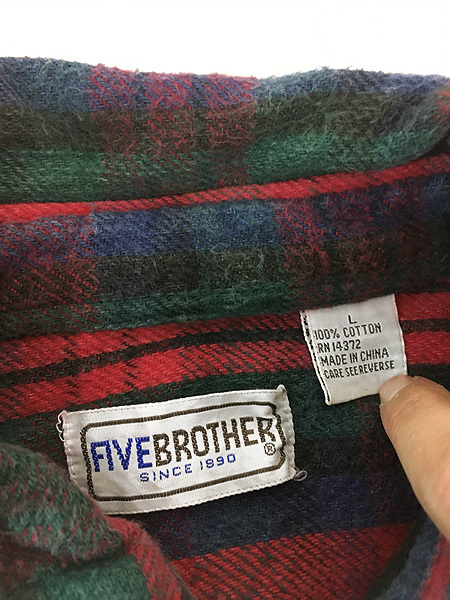 L
100% COTTON
RN 14372
MADE IN CHINA
CARE SEE REVERSE
FIVE BROTHER®
SINCE 1890